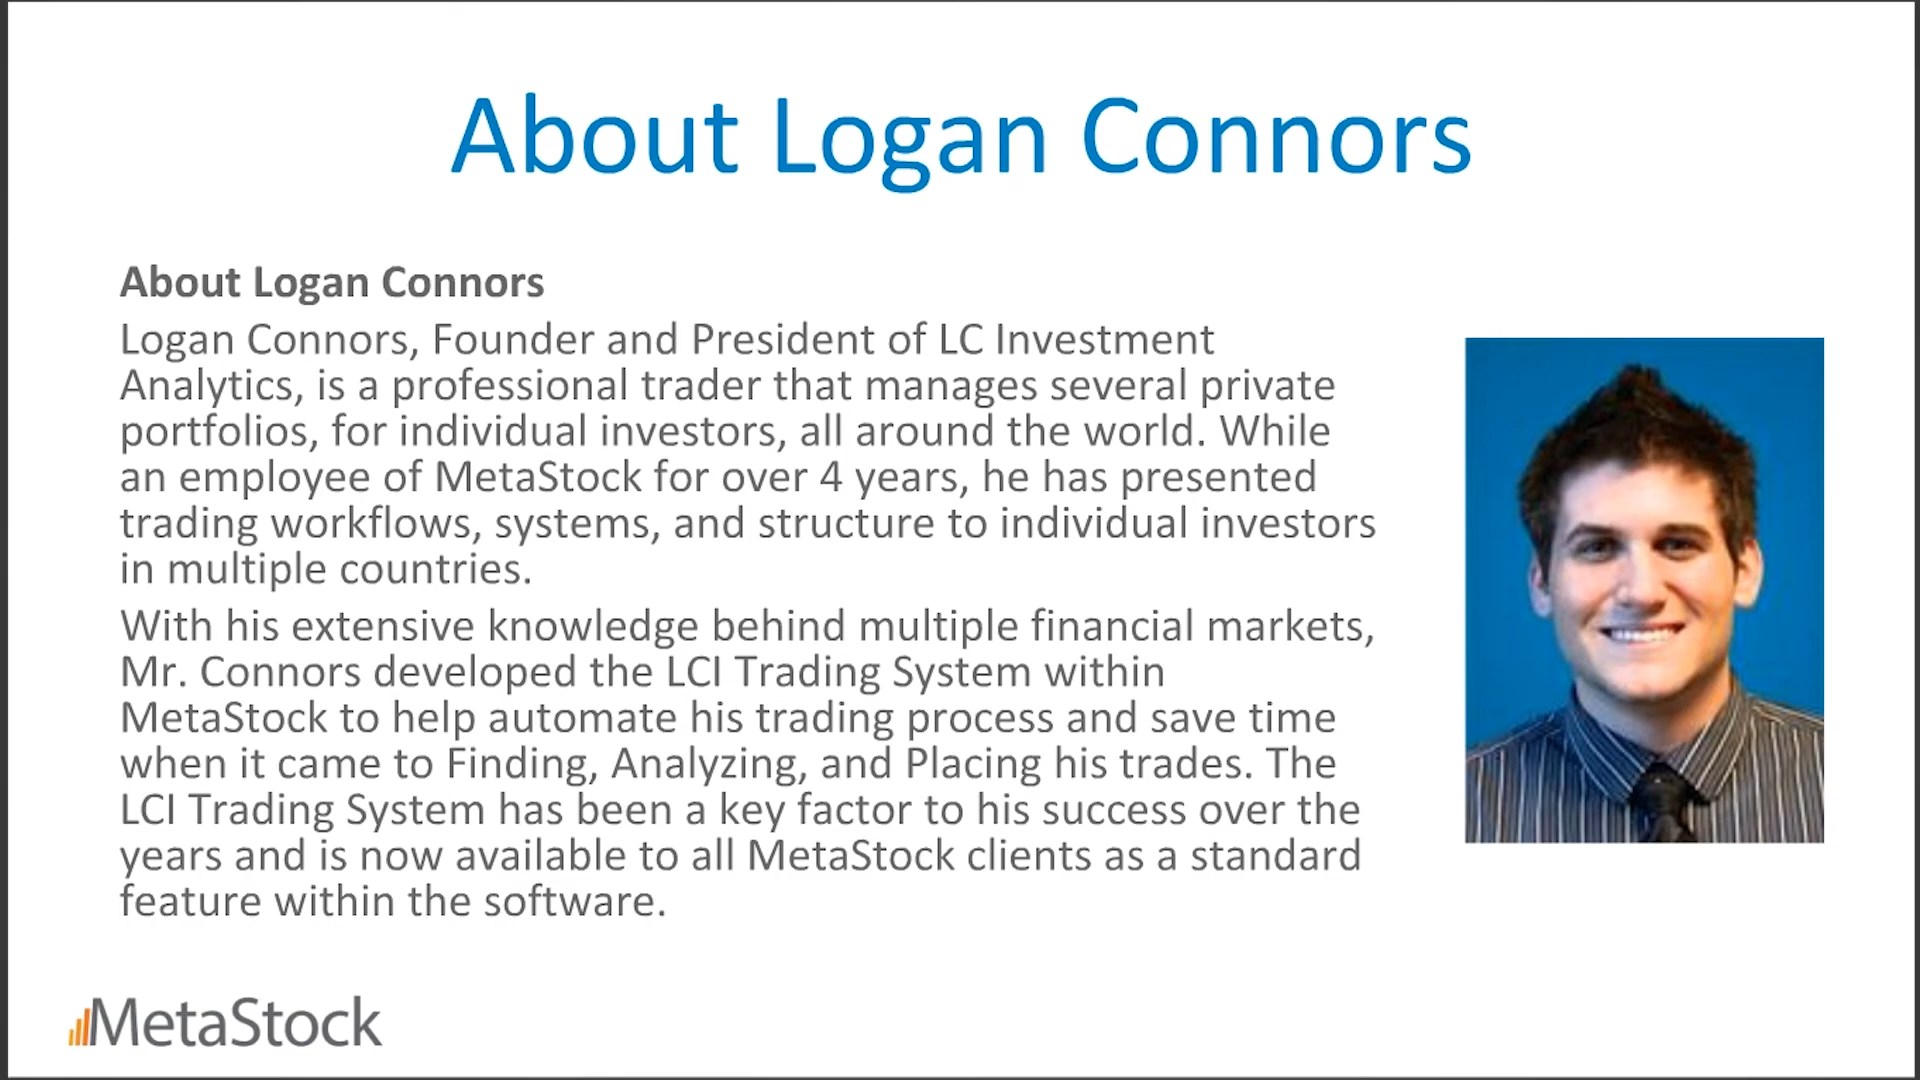 About Logan Connors
About Logan Connors
Logan Connors, Founder and President of LC Investment
Analytics, is a professional trader that manages several private
portfolios, for individual investors, all around the world. While
an employee of MetaStock for over 4 years, he has presented
trading workflows, systems, and structure to individual investors
in multiple countries.
With his extensive knowledge behind multiple financial markets,
Mr. Connors developed the LCI Trading System within
MetaStock to help automate his trading process and save time
when it came to Finding, Analyzing, and Placing his trades. The
LCI Trading System has been a key factor to his success over the
years and is now available to all MetaStock clients as a standard
feature within the software.
MetaStock